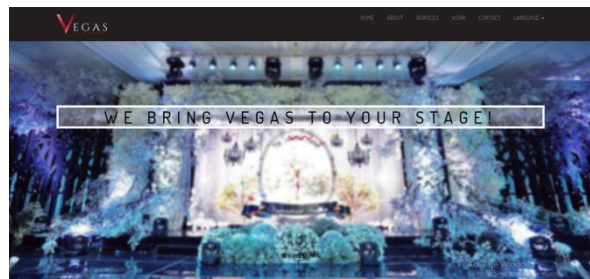 VEGAS
HOME ABOUT SERVICES WORK CONTACT LANGUAGE
WE BRING VEGAS TO YOUR STAGE!